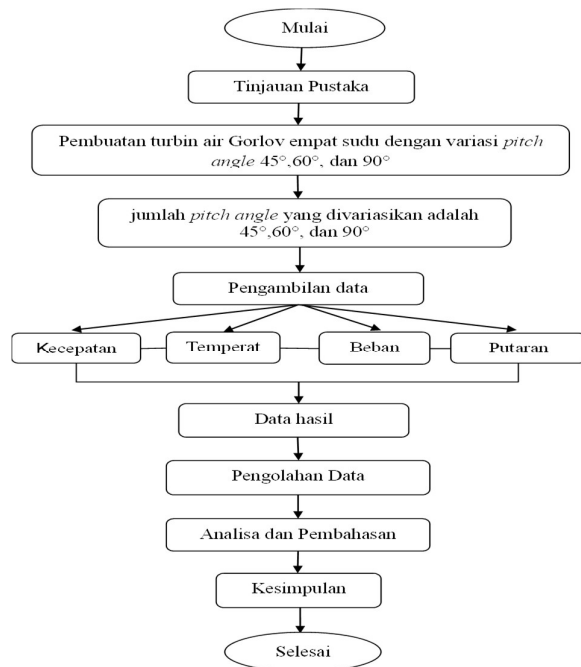 Mulai
Tinjauan Pustaka
Pembuatan turbin air Gorlov empat sudu dengan variasi pitch
angle 45°,60°, dan 90°
jumlah pitch angle yang divariasikan adalah
45°,60°, dan 90°
Pengambilan data
Kecepatan
Temperat
Beban
Putaran
Data hasil
Pengolahan Data
Analisa dan Pembahasan
Kesimpulan
Selesai